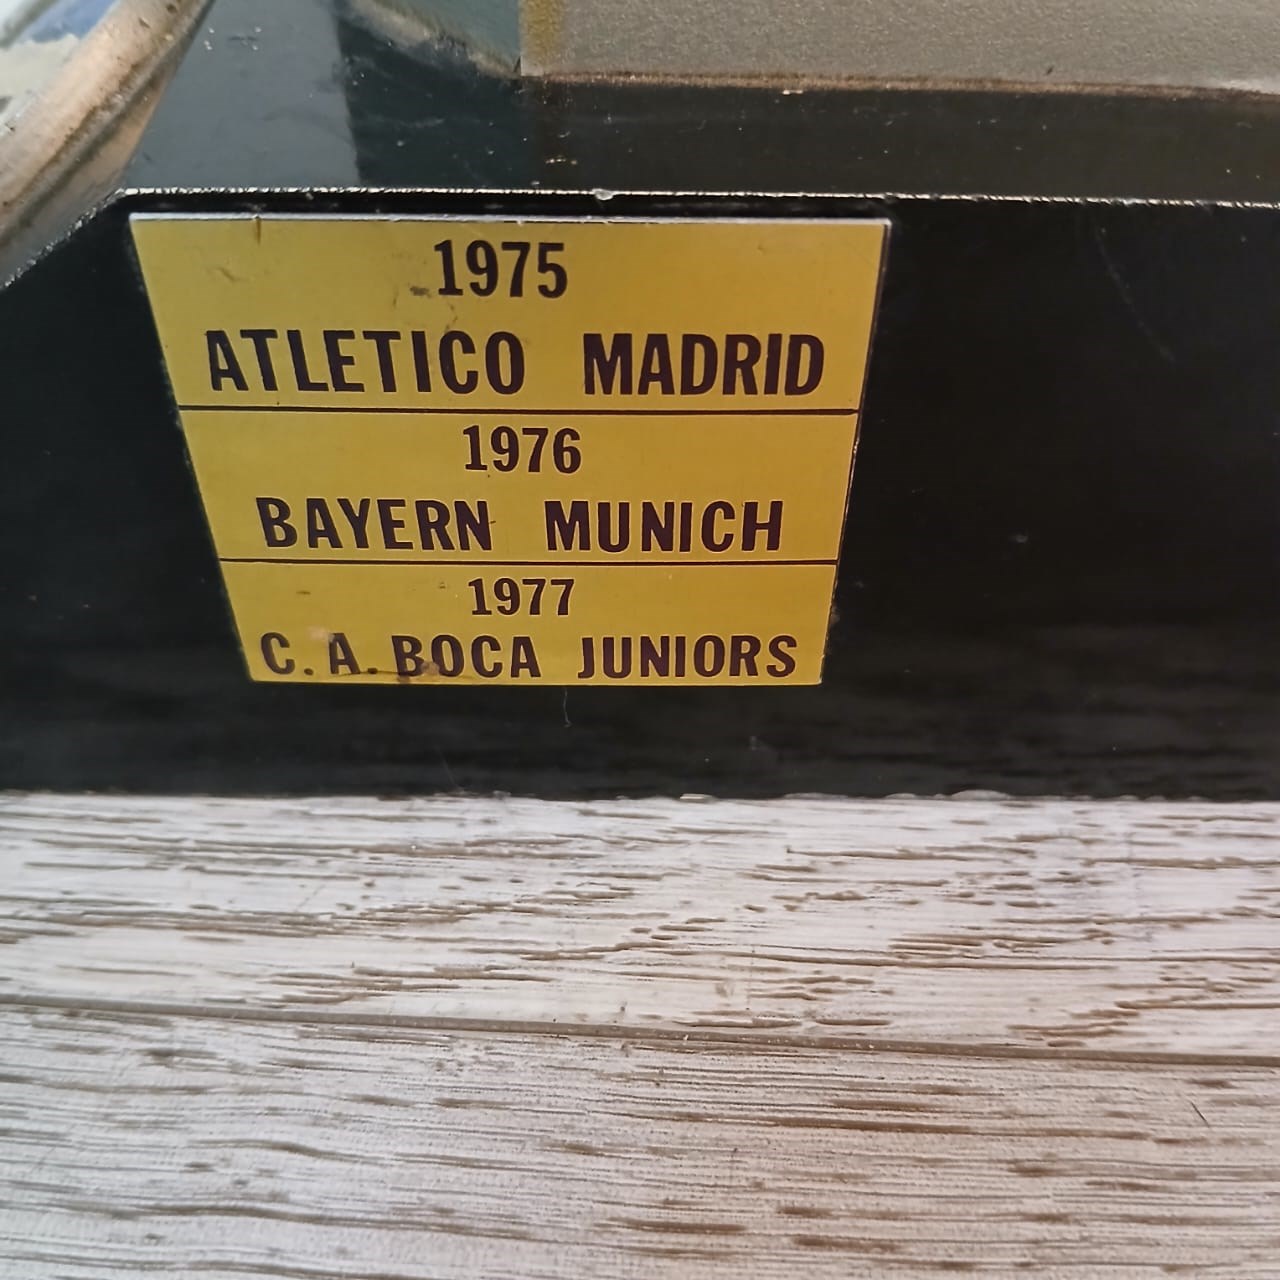 1975
ATLETICO MADRID
1976
BAYERN MUNICH
1977
C.A. BOCA JUNIORS